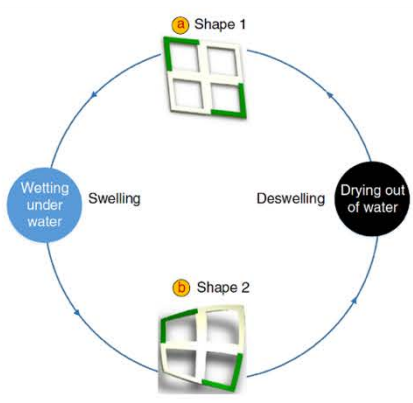 a Shape 1
Wetting
under
water
Swelling
Deswelling
Drying out
of water
b Shape 2